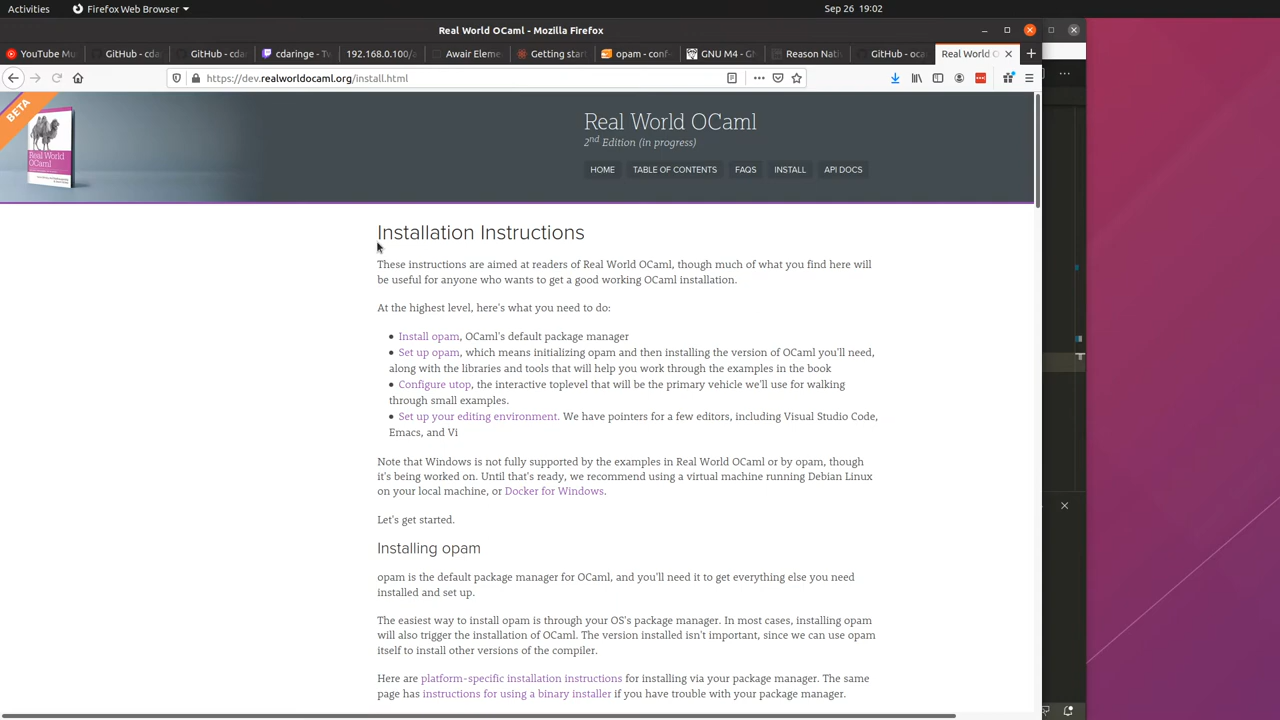 Activities
Firefox Web Browser
Sep 26 19:02
Real World OCaml - Mozilla Firefox
YouTube Mu
GitHub - cda
GitHub - cda
cdaringe - Tv
192.168.0.100/a
Awair Eleme
Getting start
opam - conf-
GNU M4 - GN
Reason Nati
GitHub - oca
Real World O
https://dev.realworldocaml.org/install.html
BETA
Real World
OCaml
Real World OCaml
2nd Edition (in progress)
HOME
TABLE OF CONTENTS
FAQS
INSTALL
API DOCS
Installation Instructions
These instructions are aimed at readers of Real World OCaml, though much of what you find here will
be useful for anyone who wants to get a good working OCaml installation.
At the highest level, here's what you need to do:
• Install opam, OCaml's default package manager
• Set up opam, which means initializing opam and then installing the version of OCaml you'll need,
along with the libraries and tools that will help you work through the examples in the book
• Configure utop, the interactive toplevel that will be the primary vehicle we'll use for walking
through small examples.
• Set up your editing environment. We have pointers for a few editors, including Visual Studio Code,
Emacs, and Vi
Note that Windows is not fully supported by the examples in Real World OCaml or by opam, though
it's being worked on. Until that's ready, we recommend using a virtual machine running Debian Linux
on your local machine, or Docker for Windows.
Let's get started.
Installing opam
opam is the default package manager for OCaml, and you'll need it to get everything else you need
installed and set up.
The easiest way to install opam is through your OS's package manager. In most cases, installing opam
will also trigger the installation of OCaml. The version installed isn't important, since we can use opam
itself to install other versions of the compiler.
Here are platform-specific installation instructions for installing via your package manager. The same
page has instructions for using a binary installer if you have trouble with your package manager.